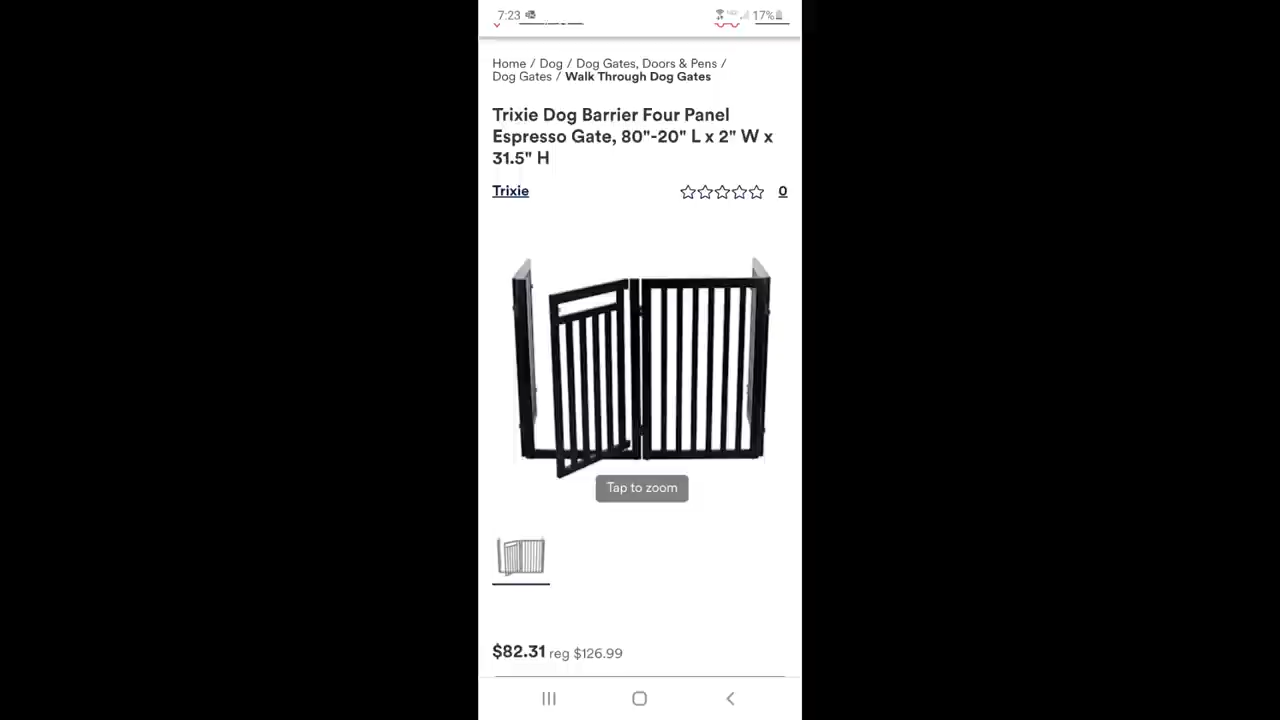 7:23
17%
Home / Dog / Dog Gates, Doors & Pens /
Dog Gates / Walk Through Dog Gates
Trixie Dog Barrier Four Panel
Espresso Gate, 80"-20" L x 2" W x
31.5" H
Trixie
0
Tap to zoom
$82.31 reg $126.99